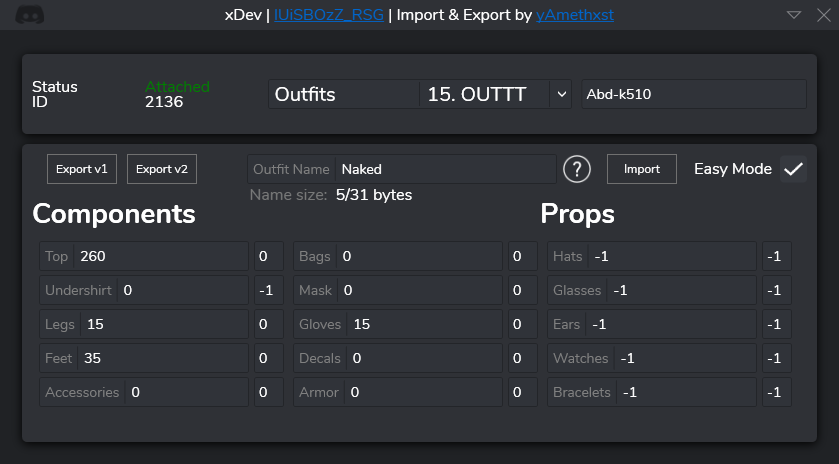 xDev | IUiSBOzZ_RSG | Import & Export by yAmethxst
Status Attached
ID 2136
Outfits 15. OUTTT Abd-k510
Export v1 Export v2 Outfit Name Naked ? Import Easy Mode
Name size: 5/31 bytes
Components Props
Top 260 0 Bags 0 0 Hats -1 -1
Undershirt 0 -1 Mask 0 0 Glasses -1 -1
Legs 15 0 Gloves 15 0 Ears -1 -1
Feet 35 0 Decals 0 0 Watches -1 -1
Accessories 0 0 Armor 0 0 Bracelets -1 -1